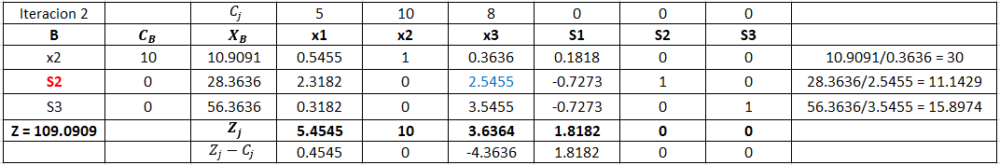 Iteracion 2 C_j 5 10 8 0 0 0
B C_B X_B x1 x2 x3 S1 S2 S3
x2 10 10.9091 0.5455 1 0.3636 0.1818 0 0 10.9091/0.3636 = 30
S2 0 28.3636 2.3182 0 2.5455 -0.7273 1 0 28.3636/2.5455 = 11.1429
S3 0 56.3636 0.3182 0 3.5455 -0.7273 0 1 56.3636/3.5455 = 15.8974
Z = 109.0909 Z_j 5.4545 10 3.6364 1.8182 0 0
Z_j − C_j 0.4545 0 -4.3636 1.8182 0 0